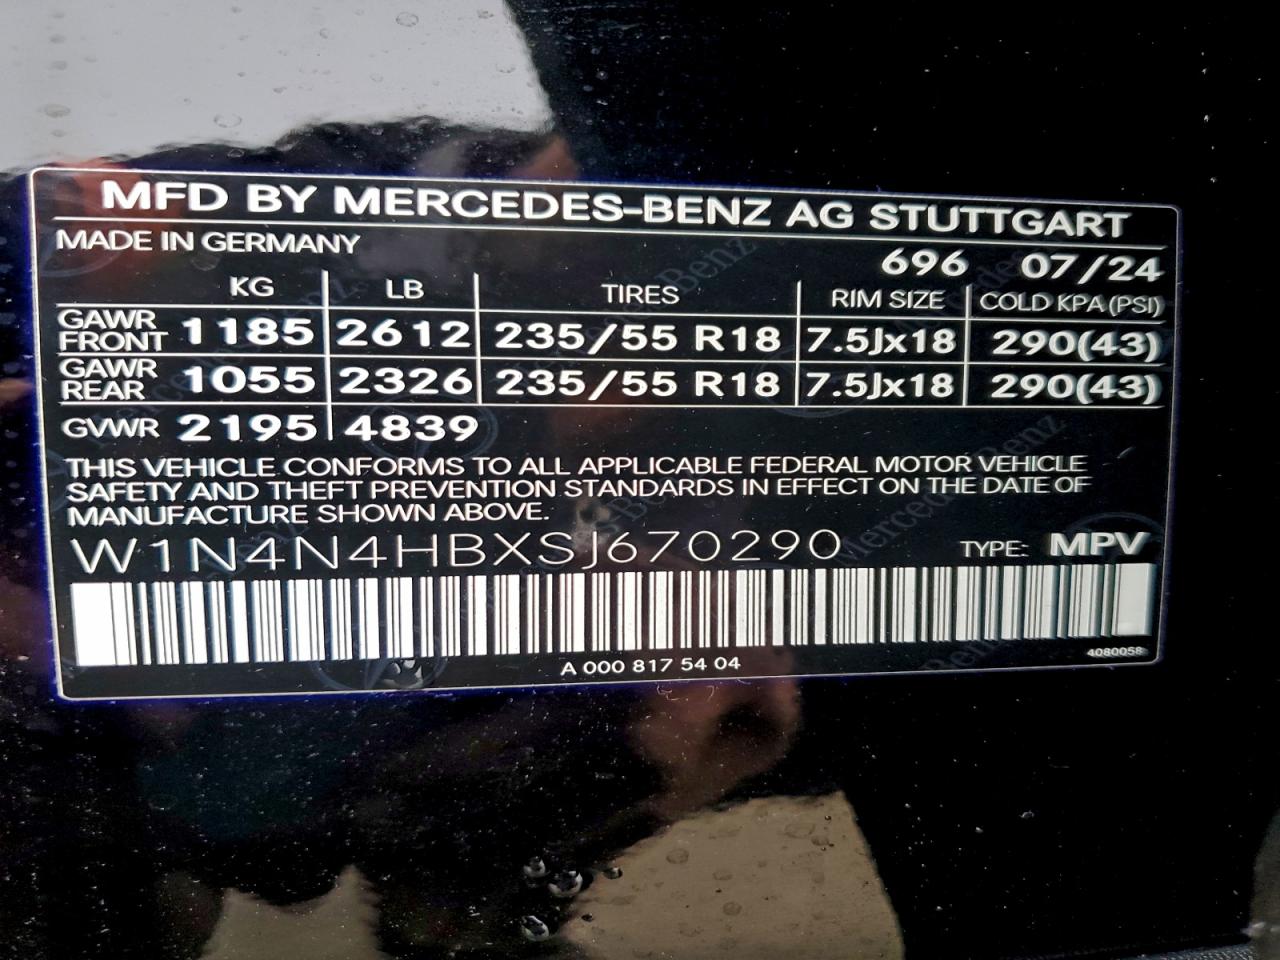 MFD BY MERCEDES-BENZ AG STUTTGART
MADE IN GERMANY
696 07/24
KG LB TIRES RIM SIZE COLD KPA(PSI)
GAWR FRONT 1185 2612 235/55 R18 7.5Jx18 290(43)
GAWR REAR 1055 2326 235/55 R18 7.5Jx18 290(43)
GVWR 2195 4839
THIS VEHICLE CONFORMS TO ALL APPLICABLE FEDERAL MOTOR VEHICLE
SAFETY AND THEFT PREVENTION STANDARDS IN EFFECT ON THE DATE OF
MANUFACTURE SHOWN ABOVE.
W1N4N4HBXSJ670290 TYPE: MPV
A 000 817 54 04
4080058